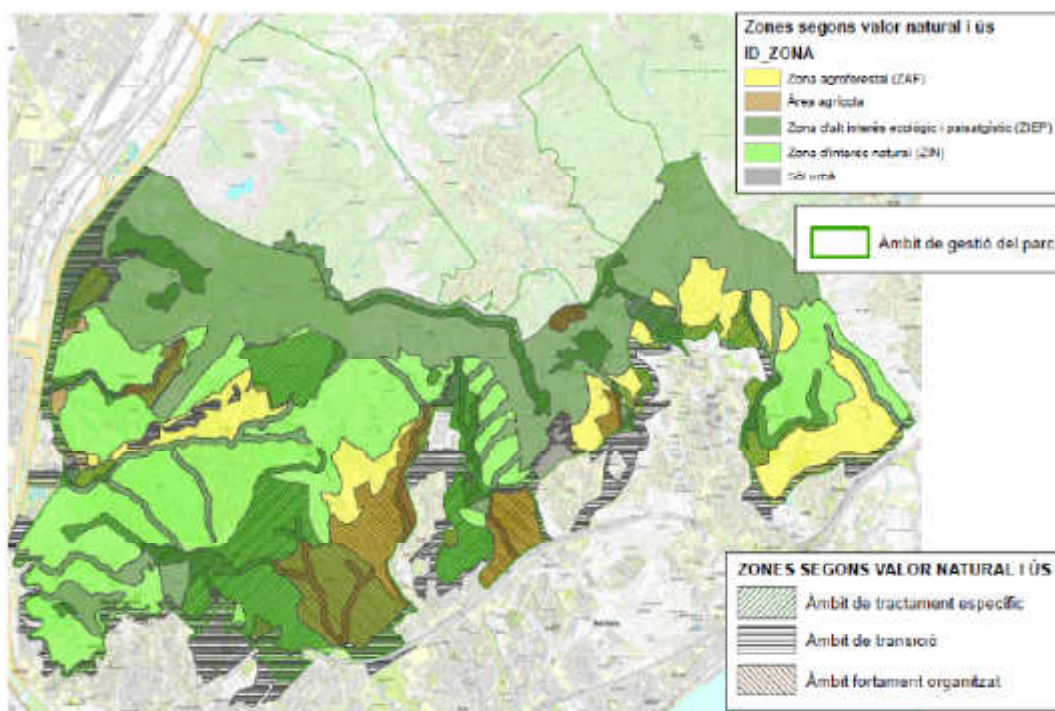 Zones segons valor natural i ús
ID_ZONA
Zona agroforestal (ZAF)
Àrea agrícola
Zona d'alt interès ecològic i paisatgístic (ZIEP)
Zona d'interès natural (ZIN)
Sòl urbà
Àmbit de gestió del parc
ZONES SEGONS VALOR NATURAL I ÚS
Àmbit de tractament específic
Àmbit de transició
Àmbit fortament organitzat